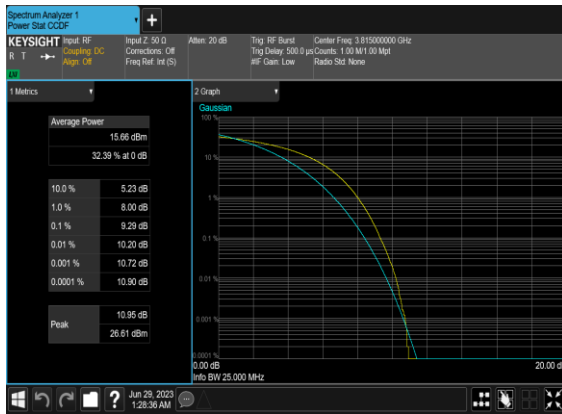 Spectrum Analyzer 1
Power Stat CCDF
+
KEYSIGHT
R T
LV
Input: RF
Coupling: DC
Align: Off
Input Z: 50 Ω
Corrections: Off
Freq Ref: Int (S)
Atten: 20 dB
Trig: RF Burst
Trig Delay: 500.0 µs
#IF Gain: Low
Center Freq: 3.815000000 GHz
Counts: 1.00 M/1.00 Mpt
Radio Std: None
1 Metrics
Average Power
15.66 dBm
32.39 % at 0 dB
10.0 % 5.23 dB
1.0 % 8.00 dB
0.1 % 9.29 dB
0.01 % 10.20 dB
0.001 % 10.72 dB
0.0001 % 10.90 dB
Peak
10.95 dB
26.61 dBm
2 Graph
Gaussian
100 %
10 %
1 %
0.1 %
0.01 %
0.001 %
0.0001 %
0.00 dB
20.00 d
Info BW 25.000 MHz
?
Jun 29, 2023
1:28:36 AM